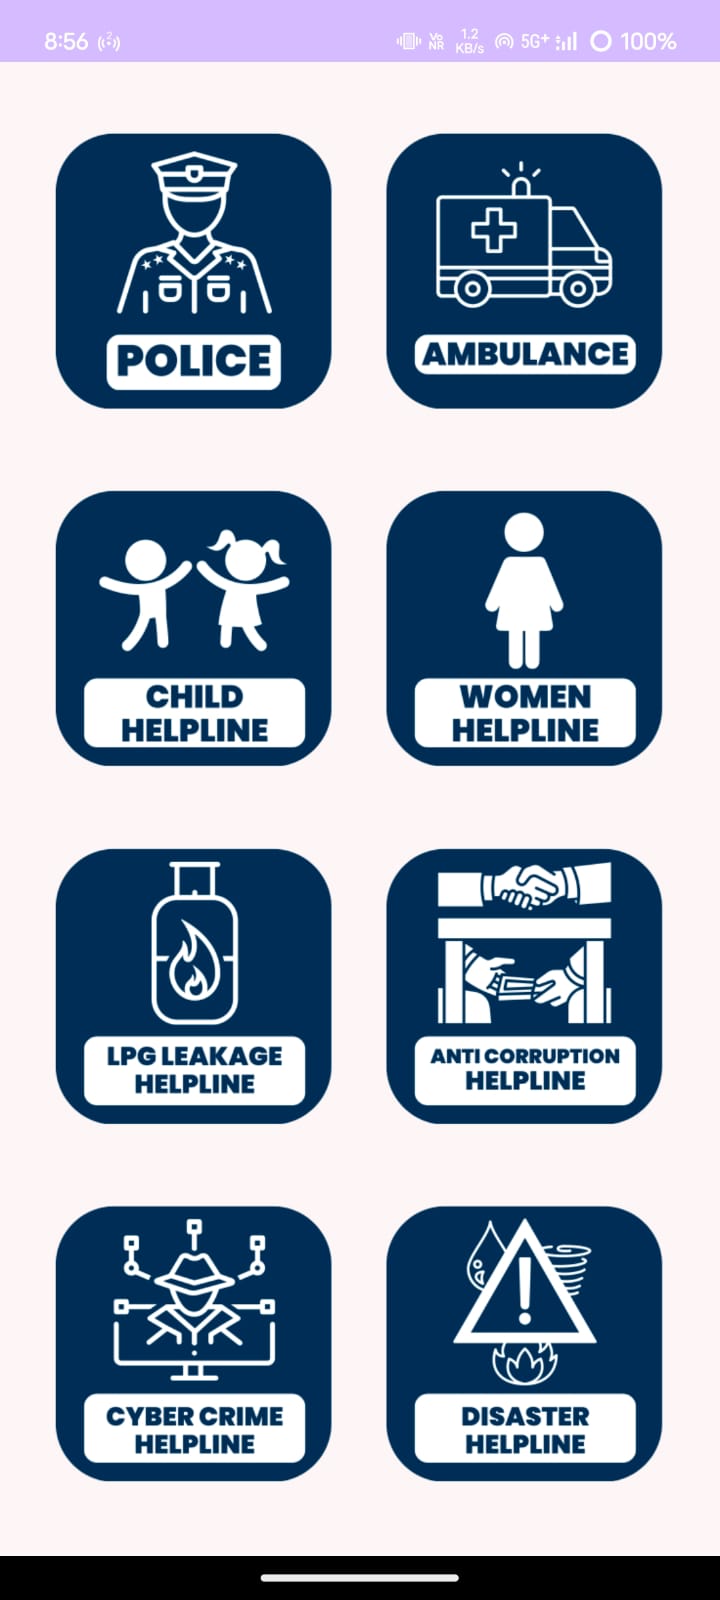 8:56 2 Vo NR 1.2 KB/s 5G+ 100%
POLICE
AMBULANCE
CHILD
HELPLINE
WOMEN
HELPLINE
LPG LEAKAGE
HELPLINE
ANTI CORRUPTION
HELPLINE
CYBER CRIME
HELPLINE
DISASTER
HELPLINE